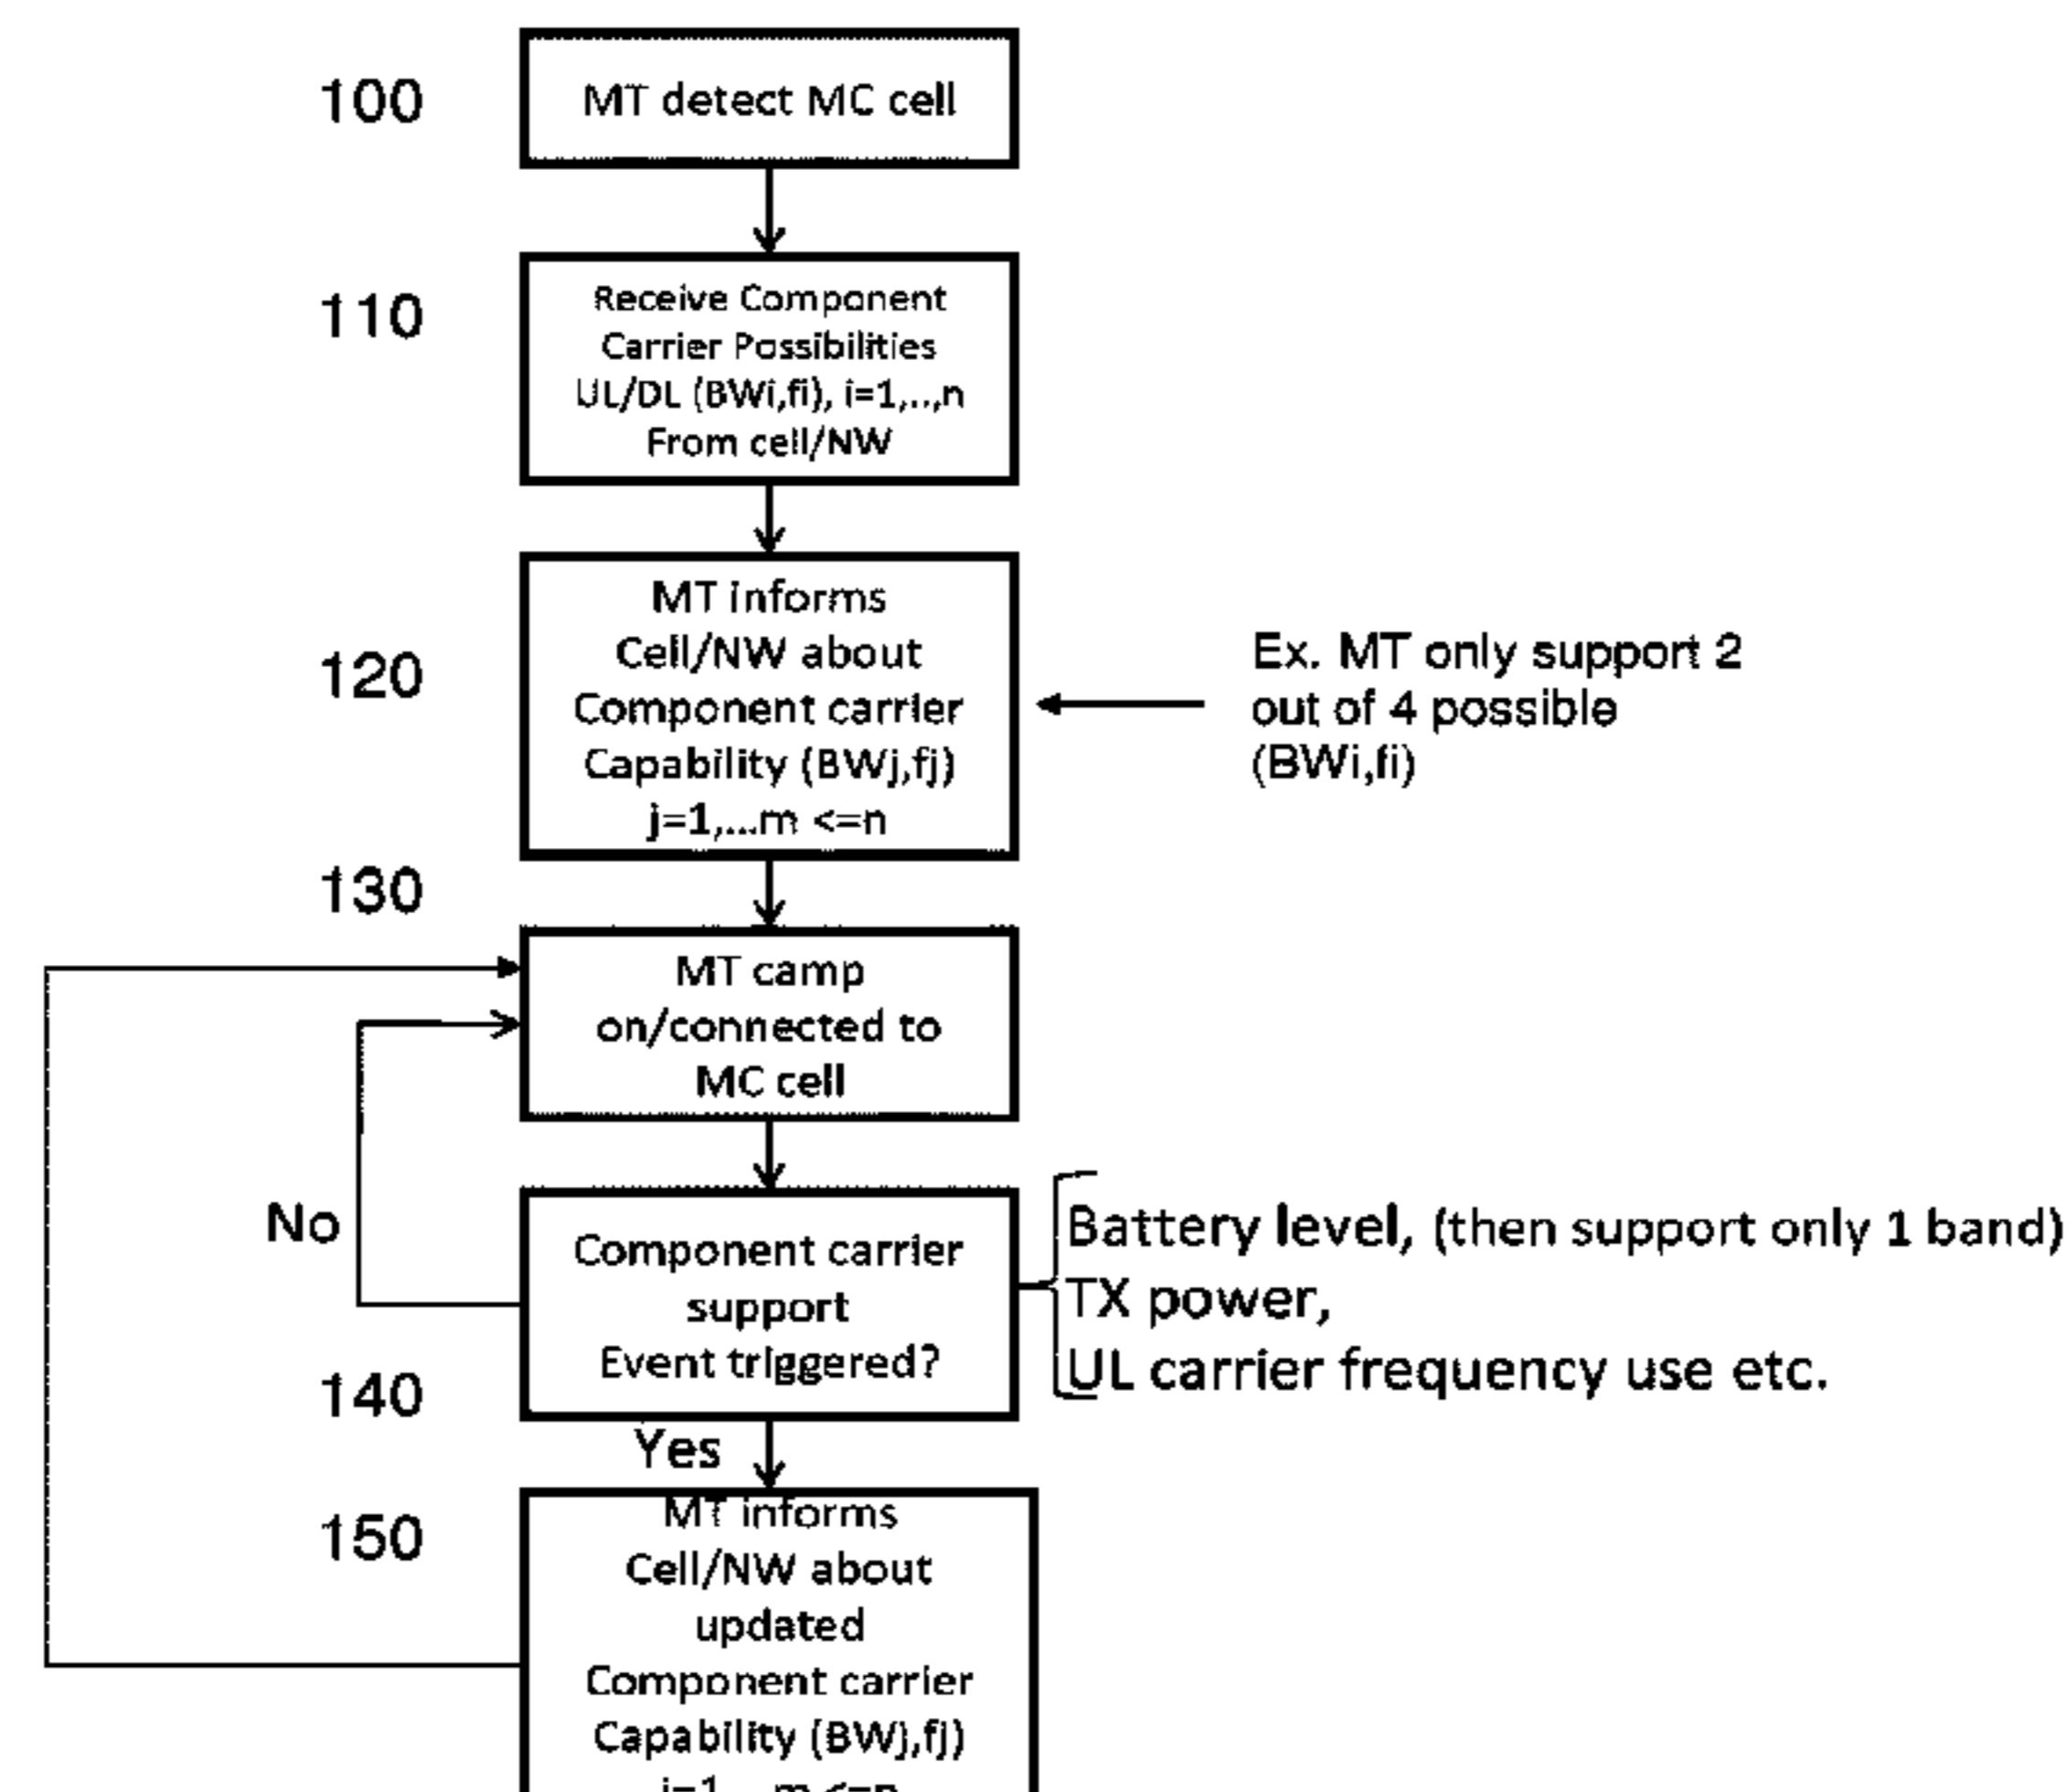 100
MT detect MC cell
110
Receive Component
Carrier Possibilities
UL/DL (BWi,fi), i=1,..,n
From cell/NW
120
MT informs
Cell/NW about
Component carrier
Capability (BWj,fj)
j=1,...m <=n
Ex. MT only support 2
out of 4 possible
(BWi,fi)
130
MT camp
on/connected to
MC cell
No
Component carrier
support
Event triggered?
140
Battery level, (then support only 1 band)
TX power,
UL carrier frequency use etc.
Yes
150
MT informs
Cell/NW about
updated
Component carrier
Capability (BWj,fj)
j=1,...m <=n